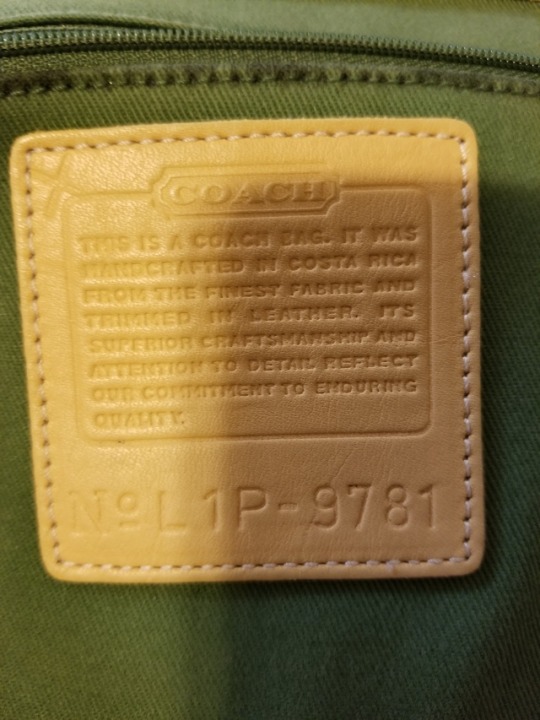 COACH
THIS IS A COACH BAG. IT WAS
HANDCRAFTED IN COSTA RICA
FROM THE FINEST FABRIC AND
TRIMMED IN LEATHER. ITS
SUPERIOR CRAFTSMANSHIP AND
ATTENTION TO DETAIL REFLECT
OUR COMMITMENT TO ENDURING
QUALITY.
Nº L1P-9781